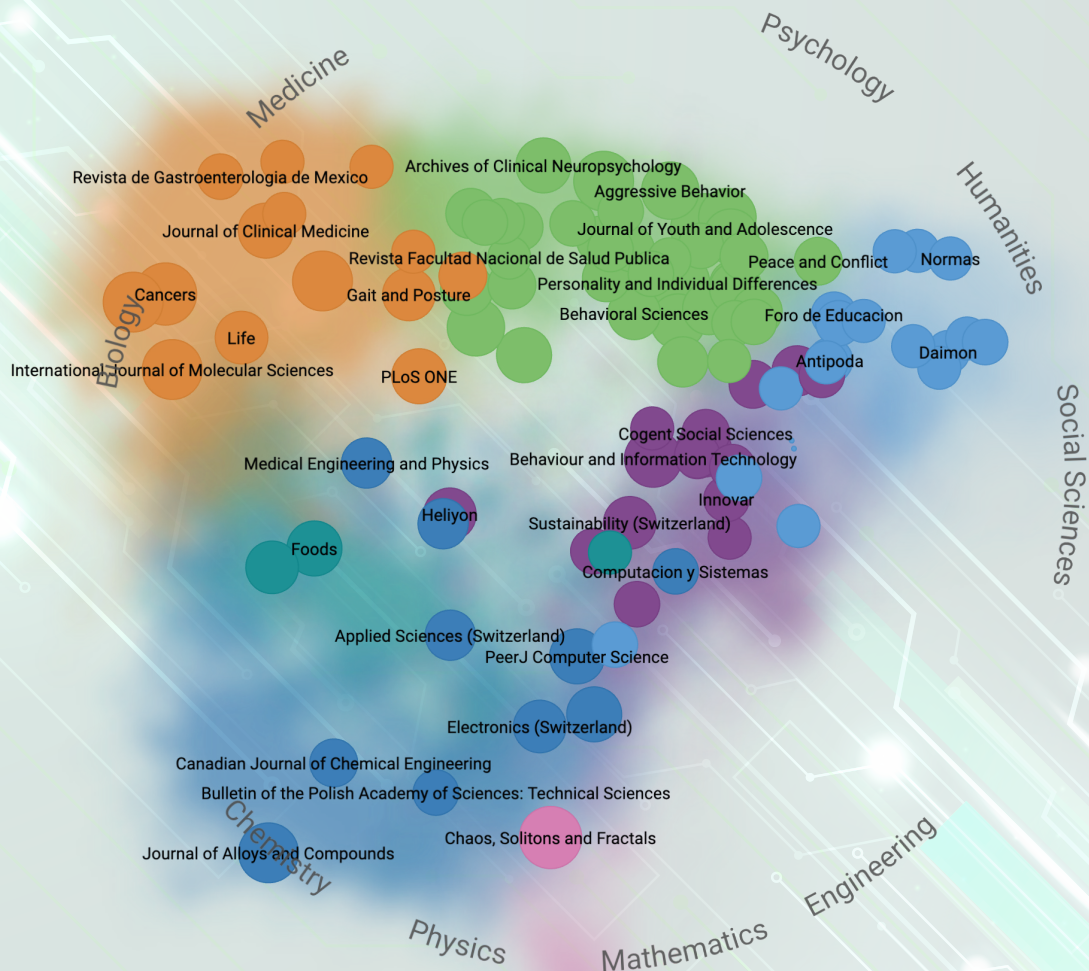 Psychology
Medicine
Humanities
Archives of Clinical Neuropsychology
Revista de Gastroenterologia de Mexico
Aggressive Behavior
Journal of Clinical Medicine
Journal of Youth and Adolescence
Revista Facultad Nacional de Salud Publica
Peace and Conflict
Normas
Personality and Individual Differences
Cancers
Gait and Posture
Behavioral Sciences
Foro de Educacion
Biology
Life
Daimon
Antipoda
International Journal of Molecular Sciences
PLoS ONE
Social Sciences
Cogent Social Sciences
Medical Engineering and Physics
Behaviour and Information Technology
Innovar
Heliyon
Sustainability (Switzerland)
Foods
Computacion y Sistemas
Applied Sciences (Switzerland)
PeerJ Computer Science
Electronics (Switzerland)
Canadian Journal of Chemical Engineering
Bulletin of the Polish Academy of Sciences: Technical Sciences
Chemistry
Chaos, Solitons and Fractals
Journal of Alloys and Compounds
Engineering
Physics
Mathematics